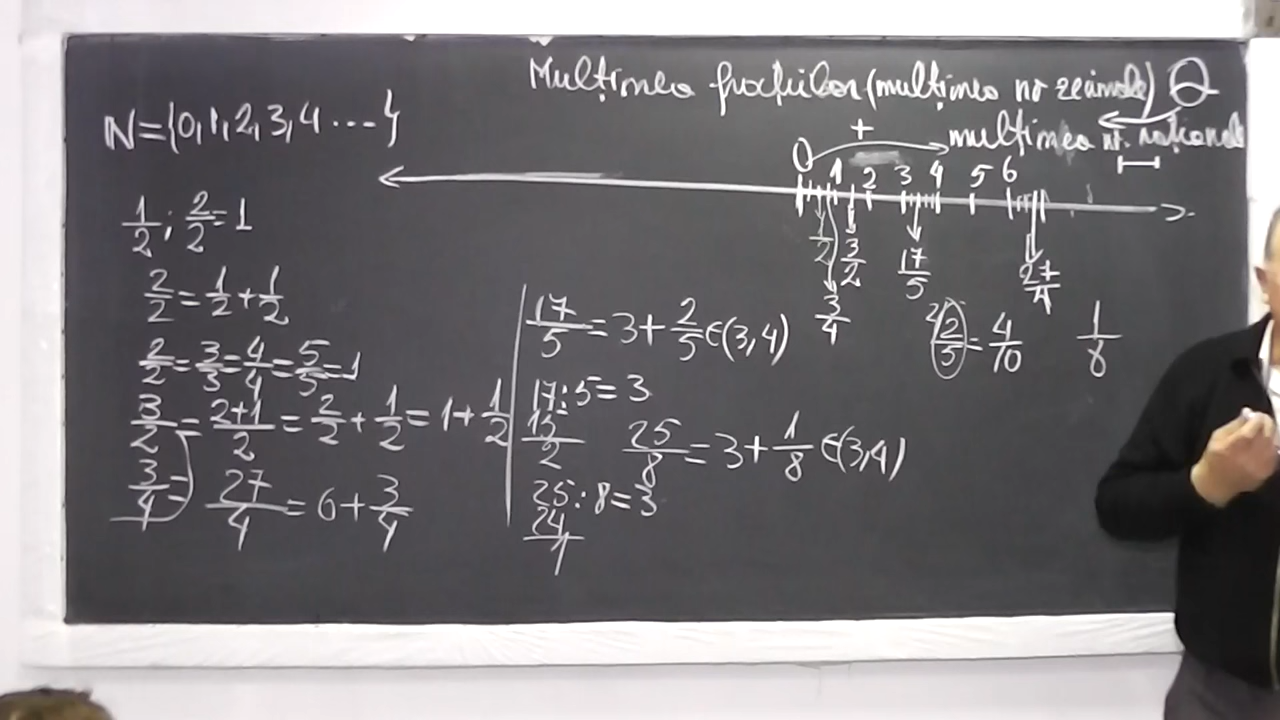 Mulțimea fracțiilor (mulțimea nr zecimale) Q
mulțimea nr. raționale
N={0,1,2,3,4 ....}
+
0 1 2 3 4 5 6
1/2 3/2 17/5 27/4
3/4
1/2 ; 2/2=1
2/2=1/2+1/2
2/2=3/3=4/4=5/5=1
3/2=2+1/2=2/2+1/2=1+1/2
3/4= 27/4=6+3/4
17/5=3+2/5∈(3,4)
17:5=3
15
2
25/8=3+1/8∈(3,4)
25:8=3
24
1
2) 2/5=4/10
1/8